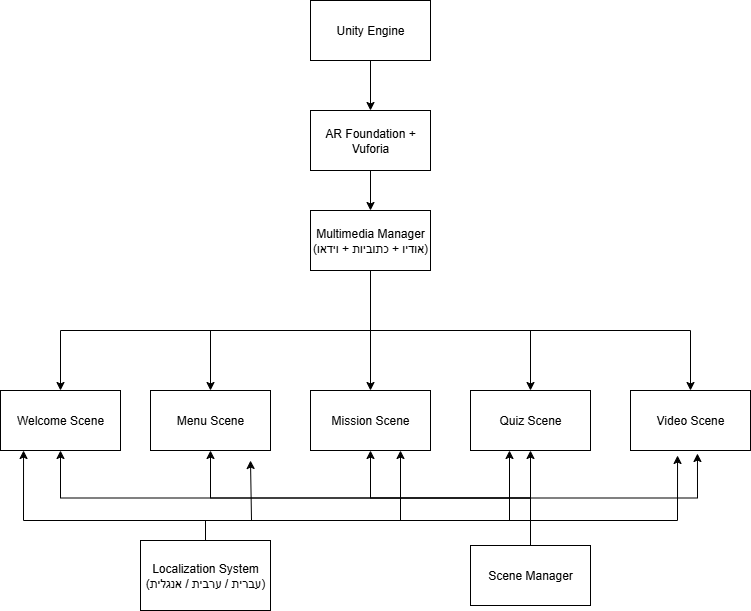 Unity Engine
AR Foundation +
Vuforia
Multimedia Manager
(אודיו + כתוביות + וידאו)
Welcome Scene
Menu Scene
Mission Scene
Quiz Scene
Video Scene
Localization System
(עברית / ערבית / אנגלית)
Scene Manager